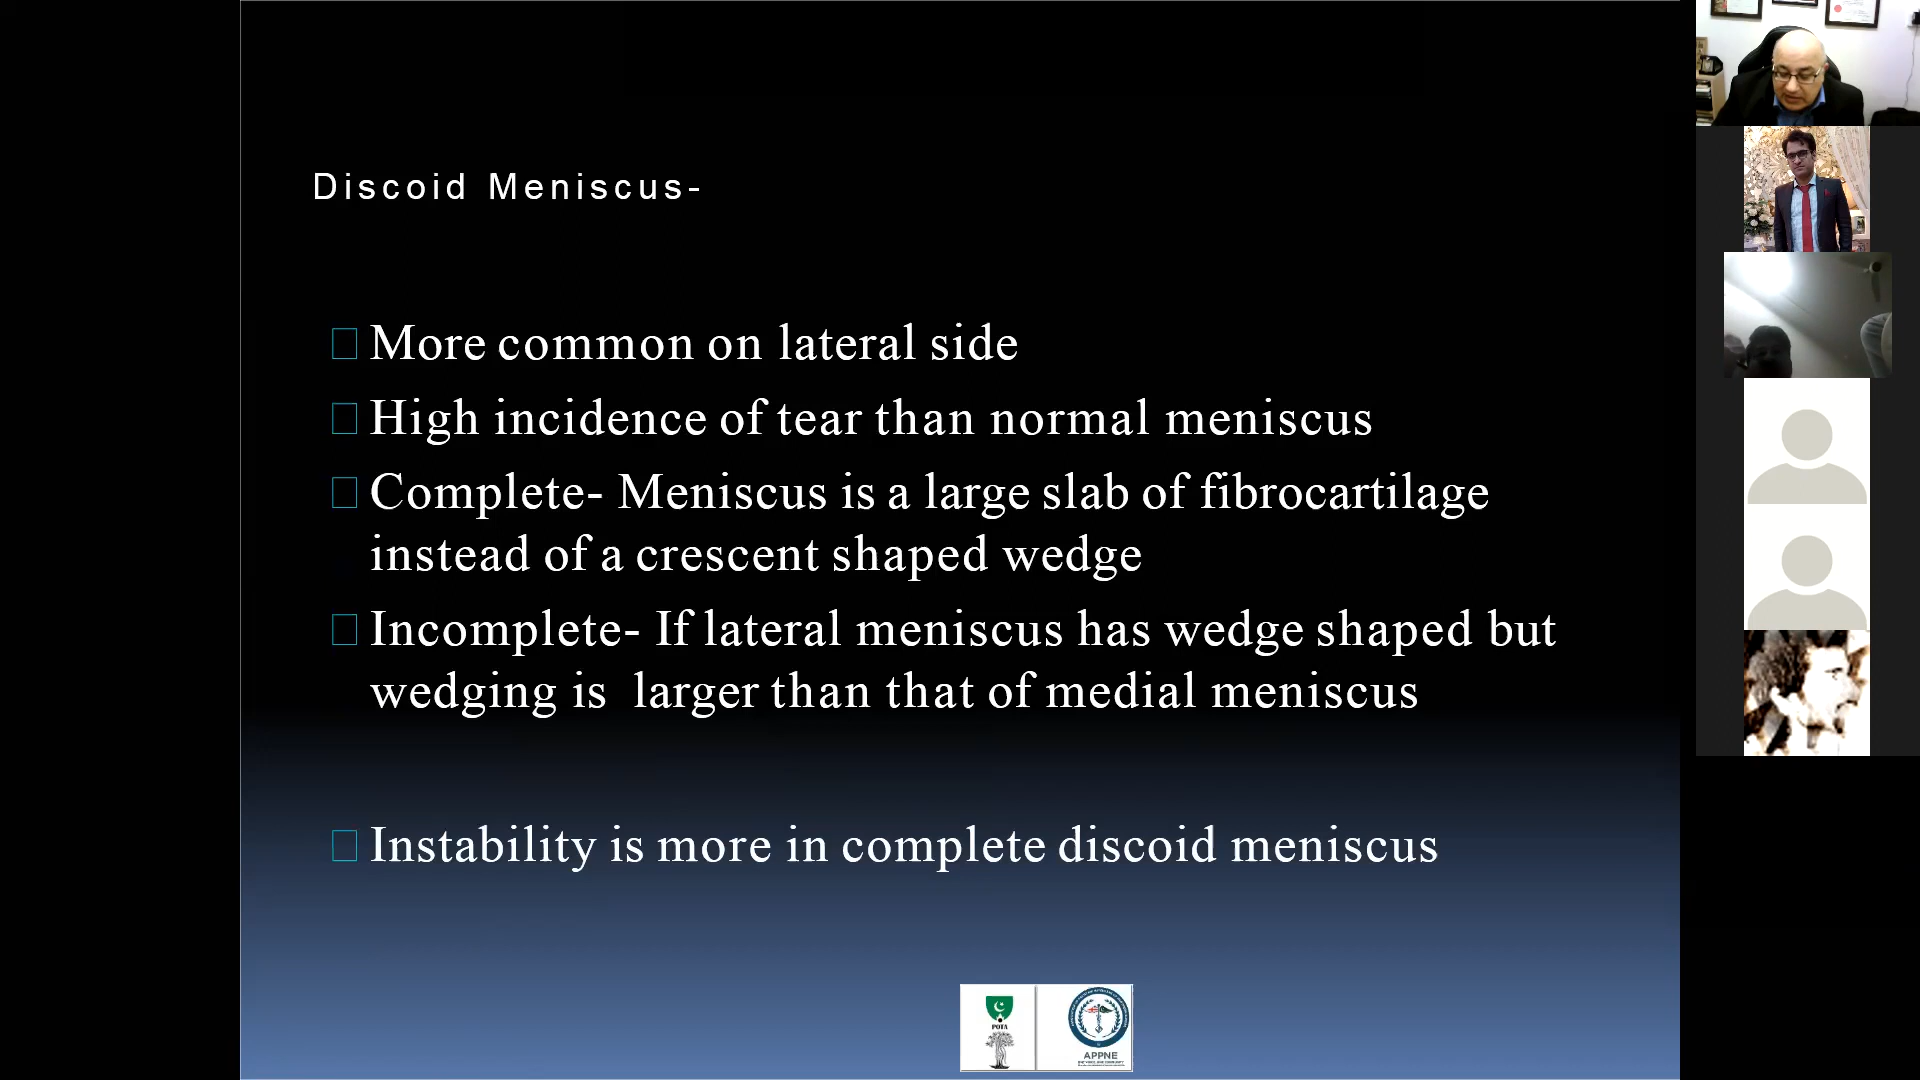 Discoid Meniscus-
More common on lateral side
High incidence of tear than normal meniscus
Complete- Meniscus is a large slab of fibrocartilage
instead of a crescent shaped wedge
Incomplete- If lateral meniscus has wedge shaped but
wedging is larger than that of medial meniscus
Instability is more in complete discoid meniscus
POTA
APPNE